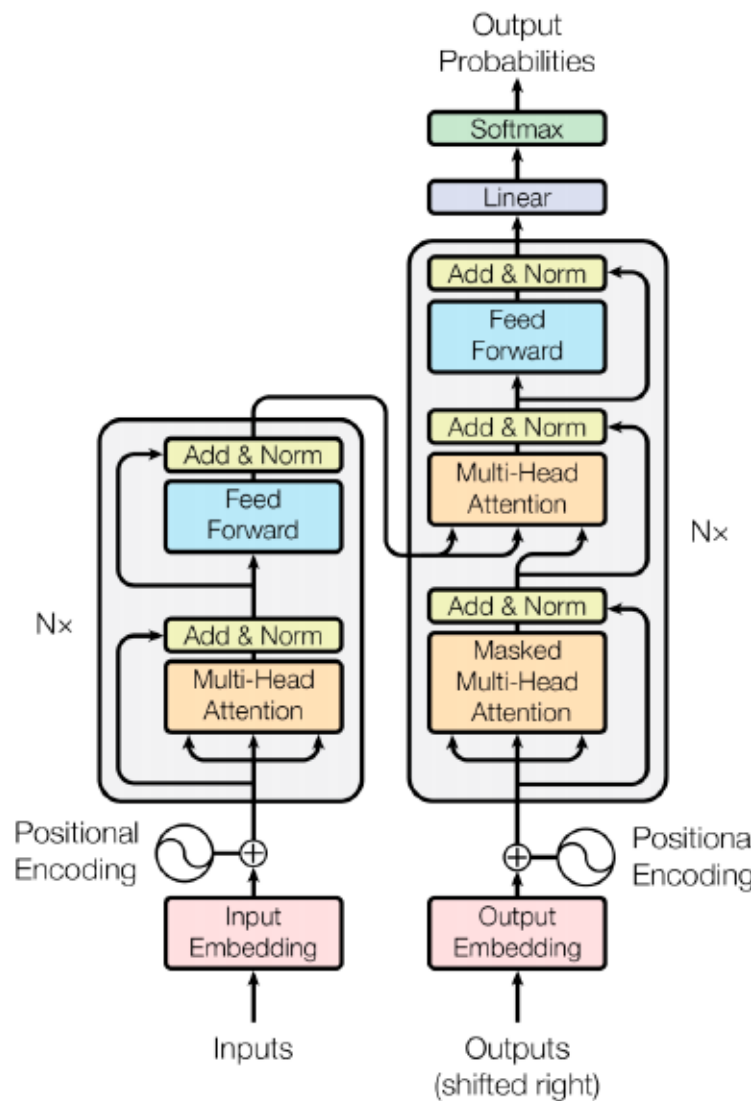 Output
Probabilities
Softmax
Linear
Add & Norm
Feed
Forward
Add & Norm
Multi-Head
Attention
Add & Norm
Masked
Multi-Head
Attention
Nx
Add & Norm
Feed
Forward
Add & Norm
Multi-Head
Attention
Nx
Positional
Encoding
Positiona
Encoding
Input
Embedding
Output
Embedding
Inputs
Outputs
(shifted right)